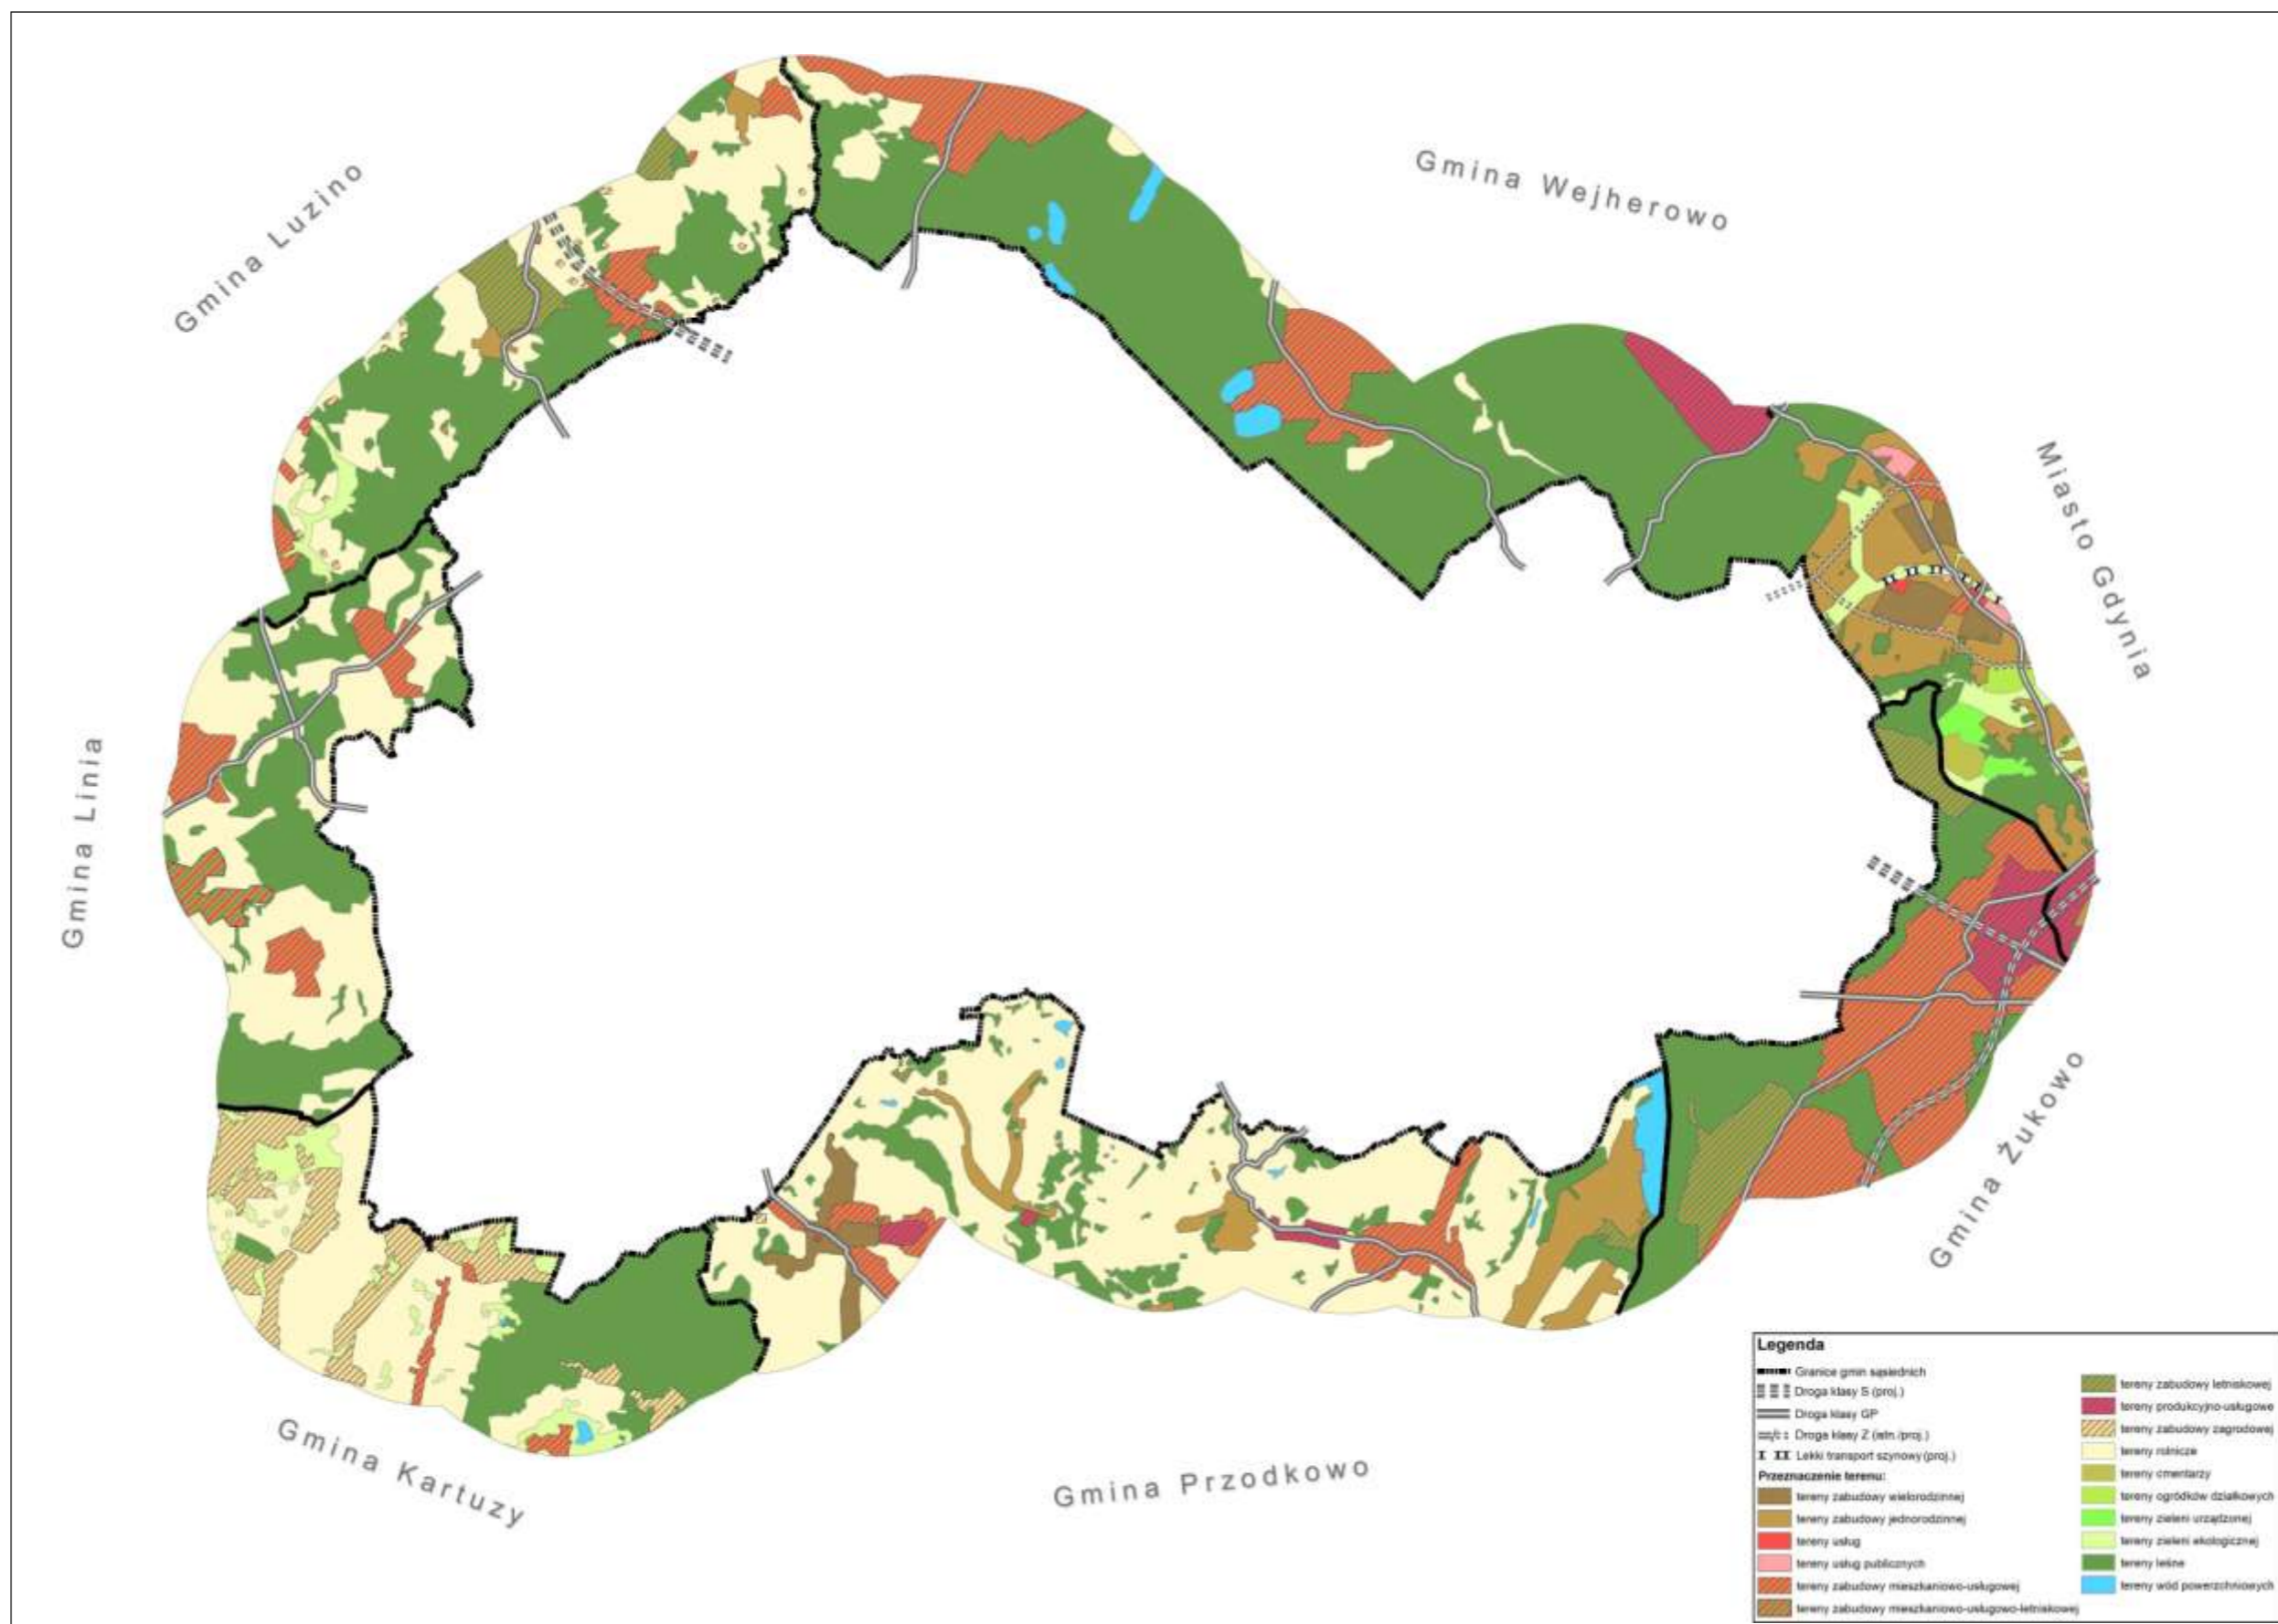 Gmina Wejherowo
Gmina Luzino
Miasto Gdynia
Gmina Linia
Gmina Żukowo
Gmina Kartuzy
Gmina Przodkowo
Legenda
Granice gmin sąsiednich
Droga klasy S (proj.)
Droga klasy GP
Droga klasy Z (istn./proj.)
Lekki transport szynowy (proj.)
Przeznaczenie terenu:
tereny zabudowy wielorodzinnej
tereny zabudowy jednorodzinnej
tereny usług
tereny usług publicznych
tereny zabudowy mieszkaniowo-usługowej
tereny zabudowy mieszkaniowo-usługowo-letniskowej
tereny zabudowy letniskowej
tereny produkcyjno-usługowe
tereny zabudowy zagrodowej
tereny rolnicze
tereny cmentarzy
tereny ogródków działkowych
tereny zieleni urządzonej
tereny zieleni ekologicznej
tereny leśne
tereny wód powierzchniowych